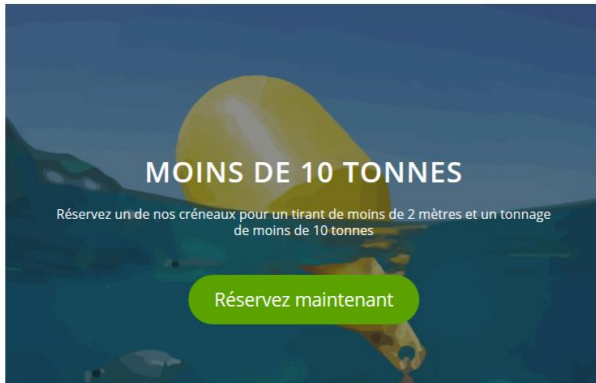 MOINS DE 10 TONNES
Réservez un de nos créneaux pour un tirant de moins de 2 mètres et un tonnage
de moins de 10 tonnes
Réservez maintenant